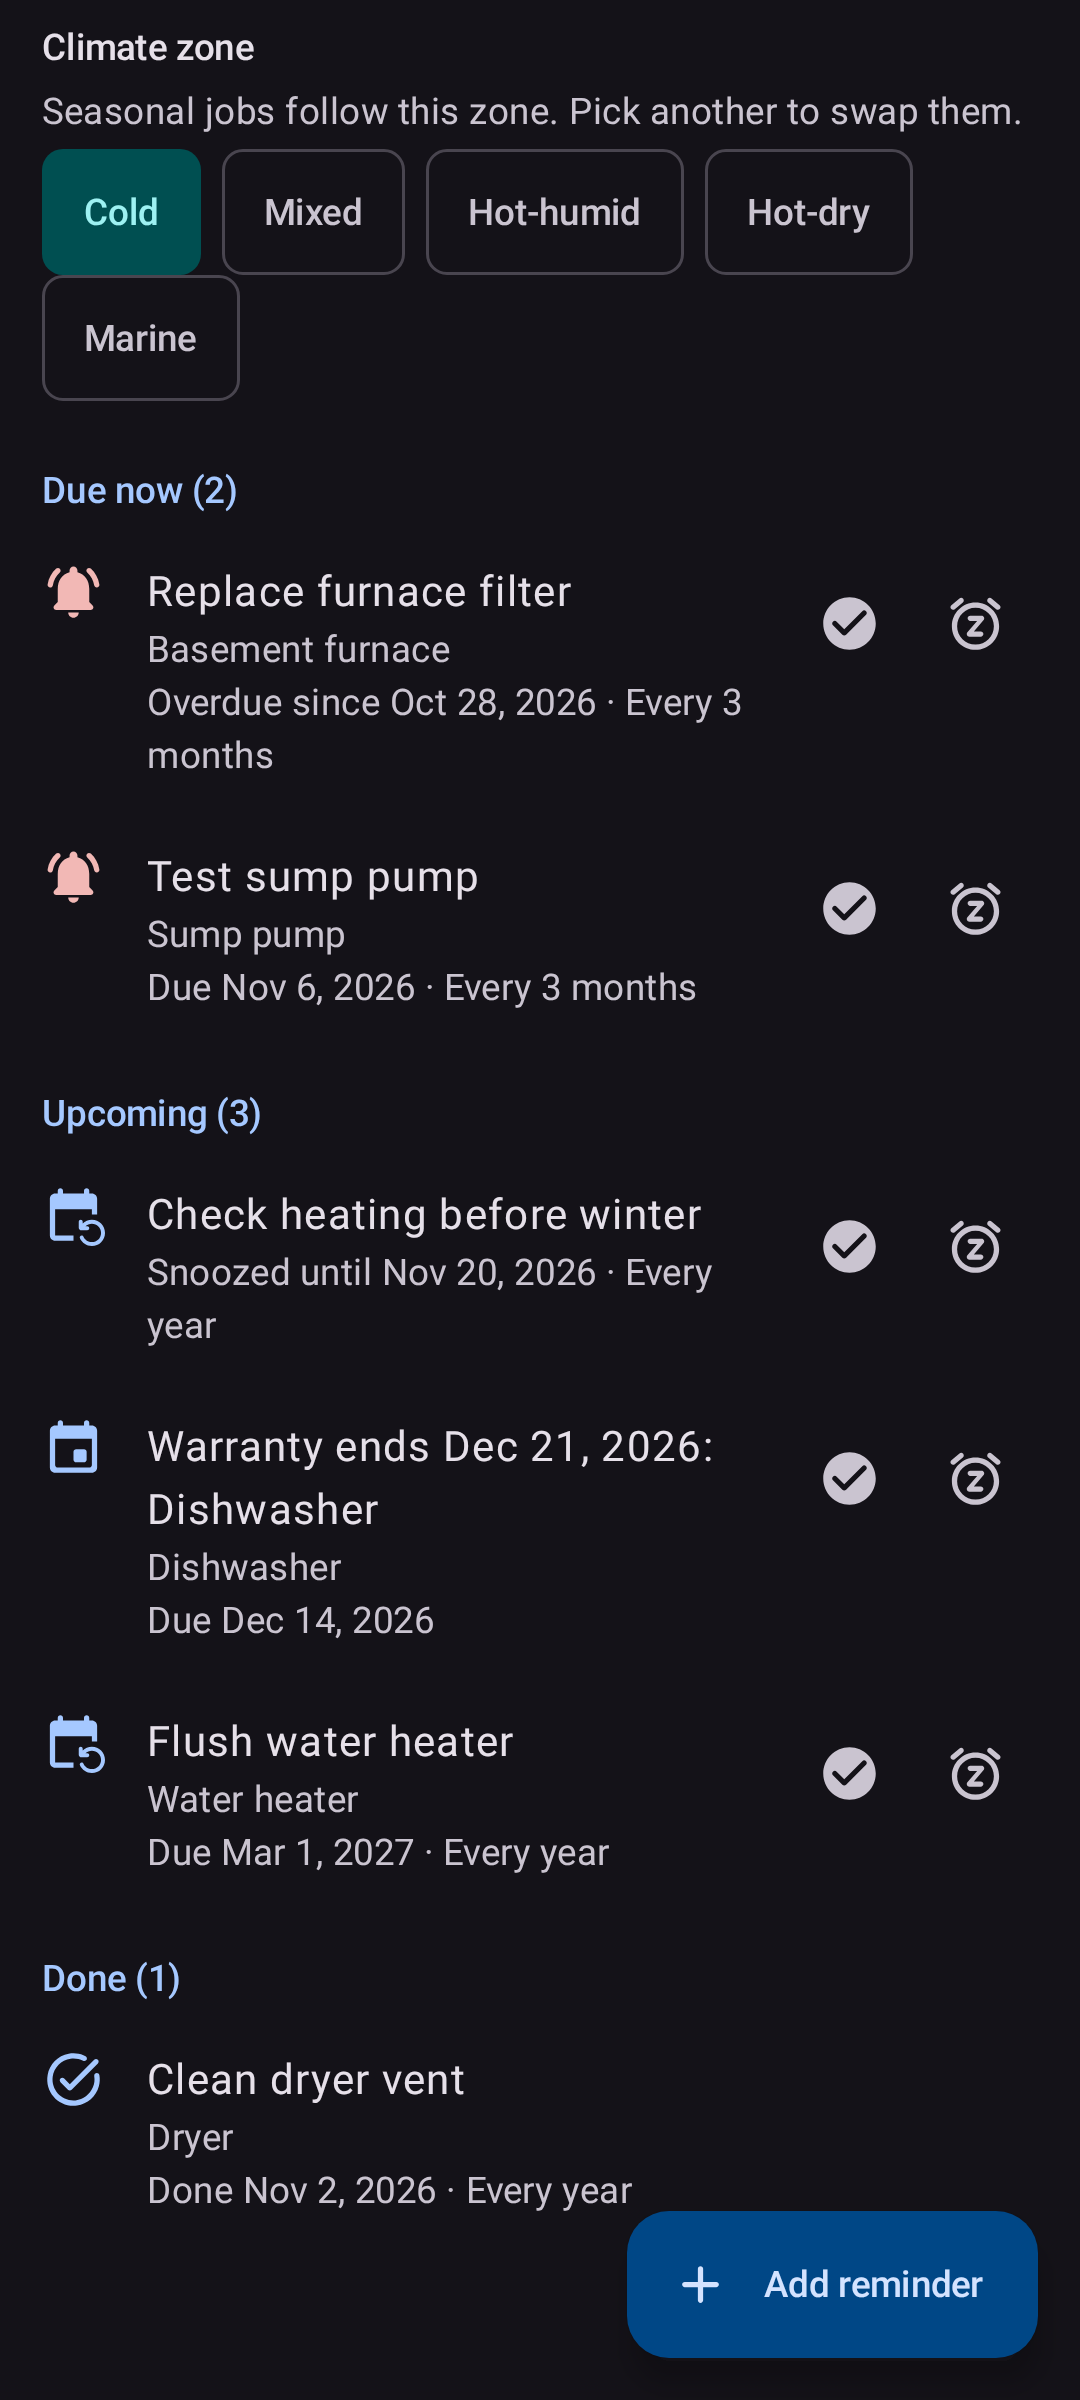 Climate zone
Seasonal jobs follow this zone. Pick another to swap them.
Cold
Mixed
Hot-humid
Hot-dry
Marine
Due now (2)
Replace furnace filter
Basement furnace
Overdue since Oct 28, 2026 · Every 3
months
Test sump pump
Sump pump
Due Nov 6, 2026 · Every 3 months
Upcoming (3)
Check heating before winter
Snoozed until Nov 20, 2026 · Every
year
Warranty ends Dec 21, 2026:
Dishwasher
Dishwasher
Due Dec 14, 2026
Flush water heater
Water heater
Due Mar 1, 2027 · Every year
Done (1)
Clean dryer vent
Dryer
Done Nov 2, 2026 · Every year
Add reminder